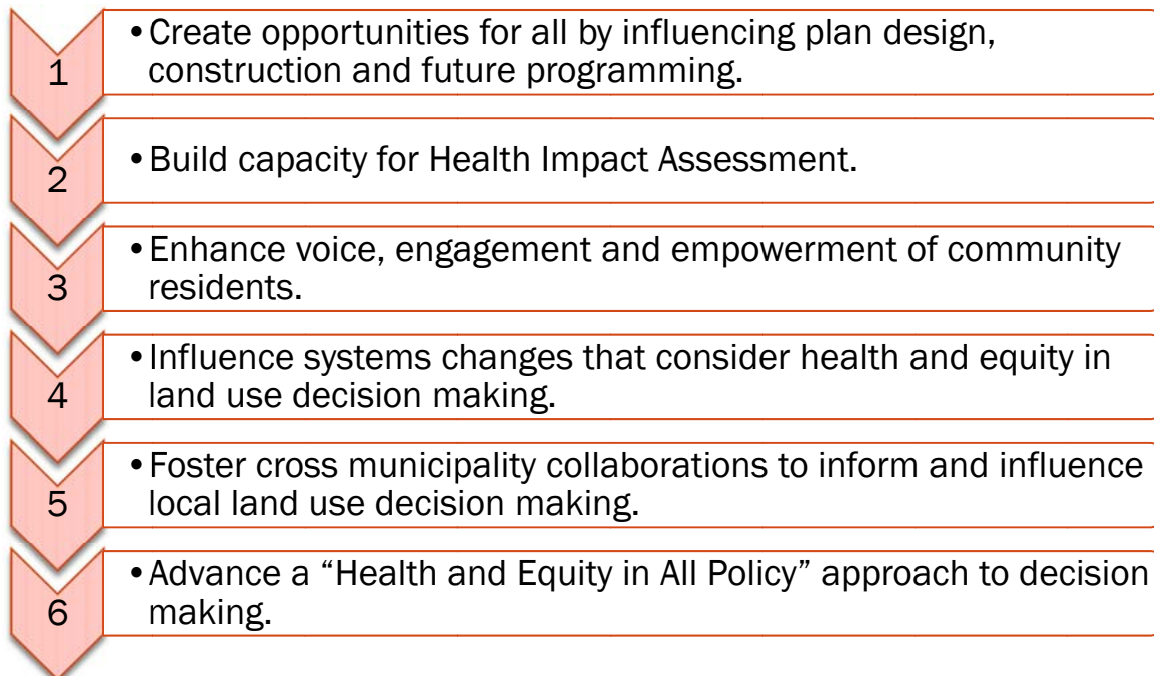 1
•Create opportunities for all by influencing plan design,
construction and future programming.
2
•Build capacity for Health Impact Assessment.
3
•Enhance voice, engagement and empowerment of community
residents.
4
•Influence systems changes that consider health and equity in
land use decision making.
5
•Foster cross municipality collaborations to inform and influence
local land use decision making.
6
•Advance a “Health and Equity in All Policy” approach to decision
making.